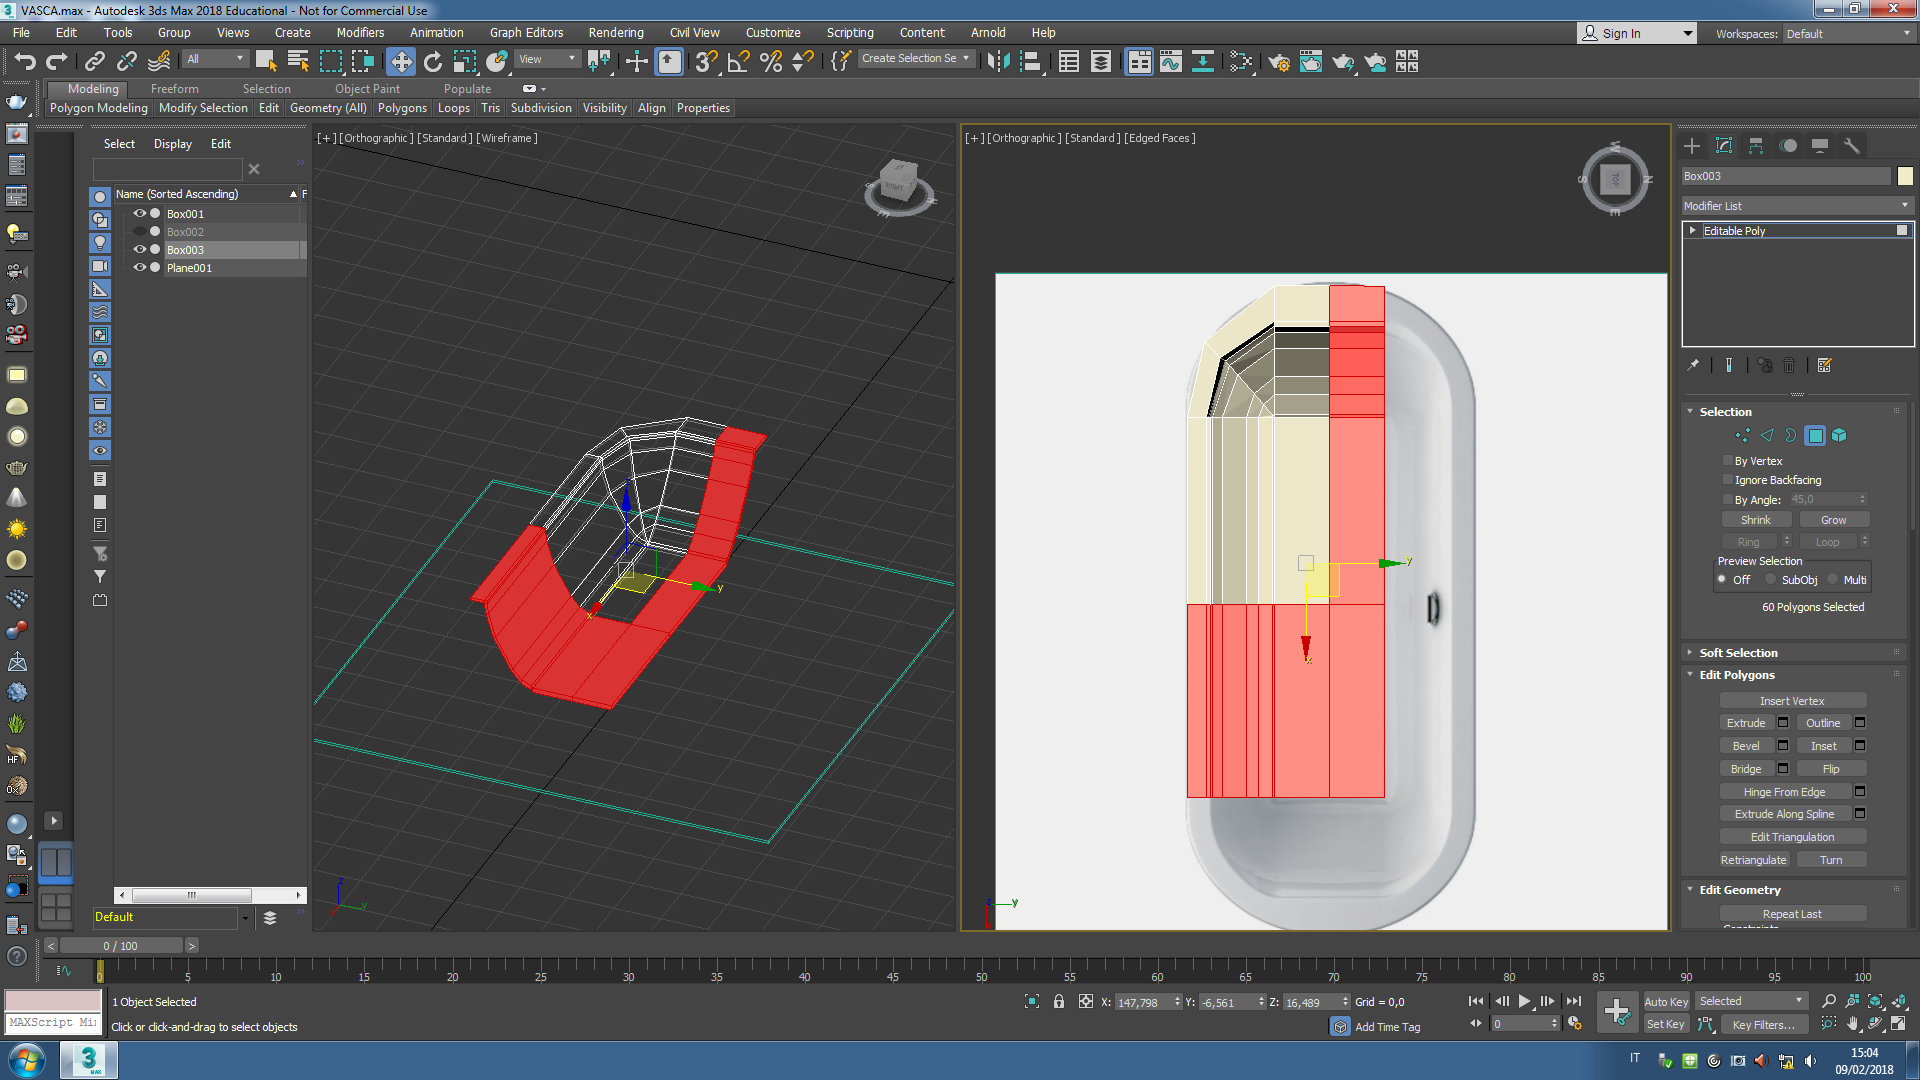 VASCA.max - Autodesk 3ds Max 2018 Educational - Not for Commercial Use
File Edit Tools Group Views Create Modifiers Animation Graph Editors Rendering Civil View Customize Scripting Content Arnold Help
Sign In Workspaces: Default
All View Create Selection Se
Modeling Freeform Selection Object Paint Populate
Polygon Modeling Modify Selection Edit Geometry (All) Polygons Loops Tris Subdivision Visibility Align Properties
Select Display Edit
[+] [Orthographic] [Standard] [Wireframe]
[+] [Orthographic] [Standard] [Edged Faces]
Name (Sorted Ascending) F
Box001
Box002
Box003
Plane001
Default
TOP
RIGHT
Box003
Modifier List
Editable Poly
Selection
By Vertex
Ignore Backfacing
By Angle: 45,0
Shrink Grow
Ring Loop
Preview Selection
Off SubObj Multi
60 Polygons Selected
Soft Selection
Edit Polygons
Insert Vertex
Extrude Outline
Bevel Inset
Bridge Flip
Hinge From Edge
Extrude Along Spline
Edit Triangulation
Retriangulate Turn
Edit Geometry
Repeat Last
Constraints
0 / 100
0 5 10 15 20 25 30 35 40 45 50 55 60 65 70 75 80 85 90 95 100
1 Object Selected
X: 147,798 Y: -6,561 Z: 16,489 Grid = 0,0
Auto Key Selected
MAXScript Mi
Click or click-and-drag to select objects
Add Time Tag
0
Set Key Key Filters...
IT
15:04
09/02/2018